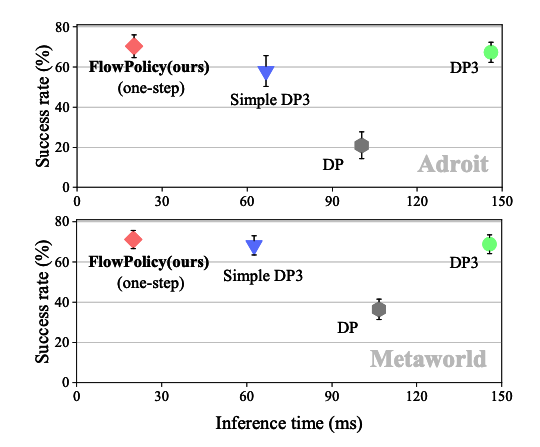 80
60
40
20
0
Success rate (%)
FlowPolicy(ours)
(one-step)
Simple DP3
DP
DP3
Adroit
0 30 60 90 120 150
80
60
40
20
0
Success rate (%)
FlowPolicy(ours)
(one-step)
Simple DP3
DP
DP3
Metaworld
0 30 60 90 120 150
Inference time (ms)